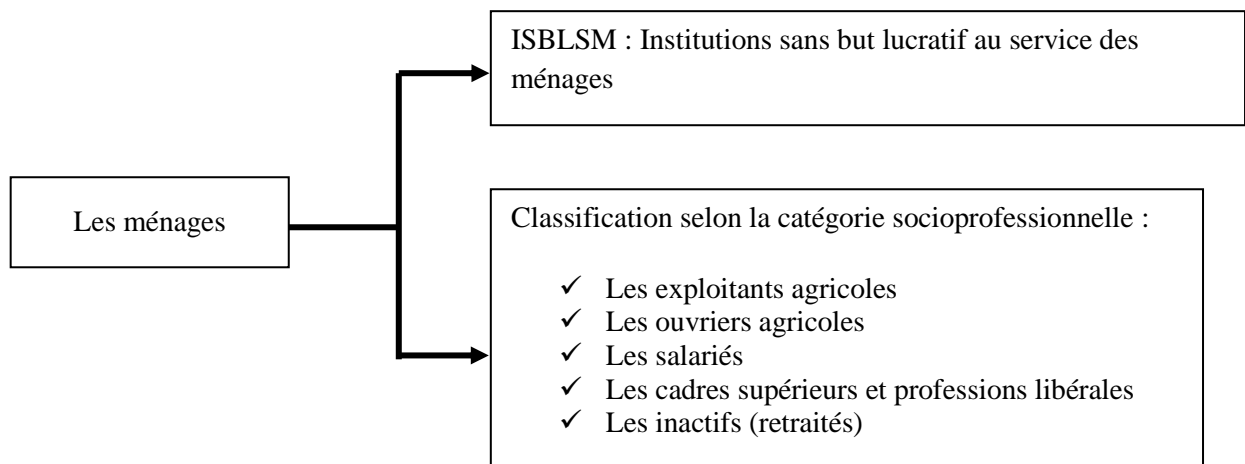 ISBLSM : Institutions sans but lucratif au service des
ménages
Les ménages
Classification selon la catégorie socioprofessionnelle :
✓ Les exploitants agricoles
✓ Les ouvriers agricoles
✓ Les salariés
✓ Les cadres supérieurs et professions libérales
✓ Les inactifs (retraités)